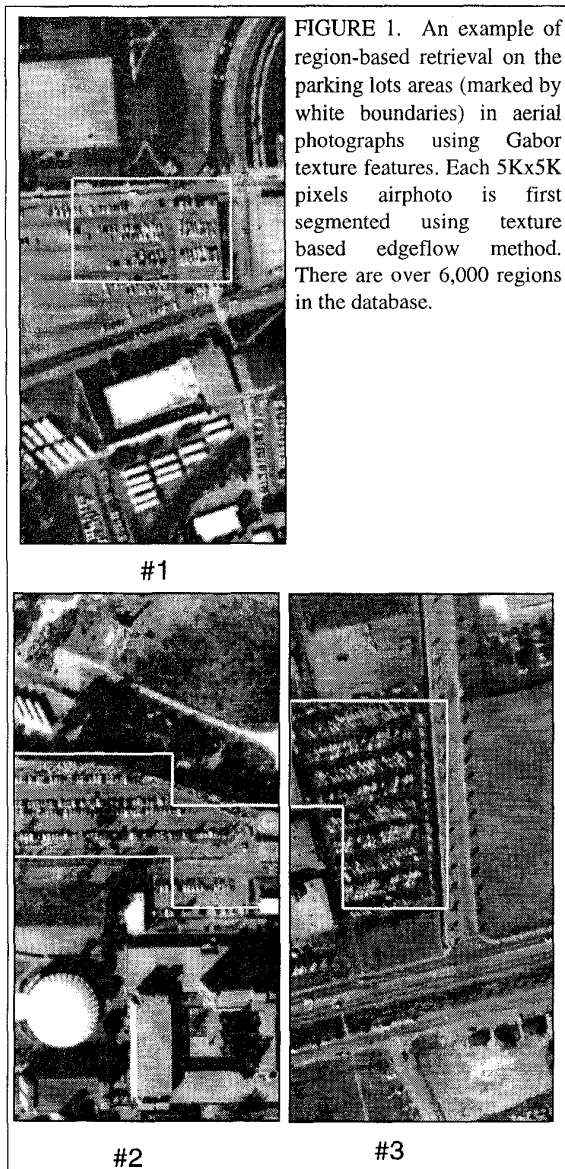 FIGURE 1. An example of
region-based retrieval on the
parking lots areas (marked by
white boundaries) in aerial
photographs using Gabor
texture features. Each 5Kx5K
pixels airphoto is first
segmented using texture
based edgeflow method.
There are over 6,000 regions
in the database.
#1
#2
#3